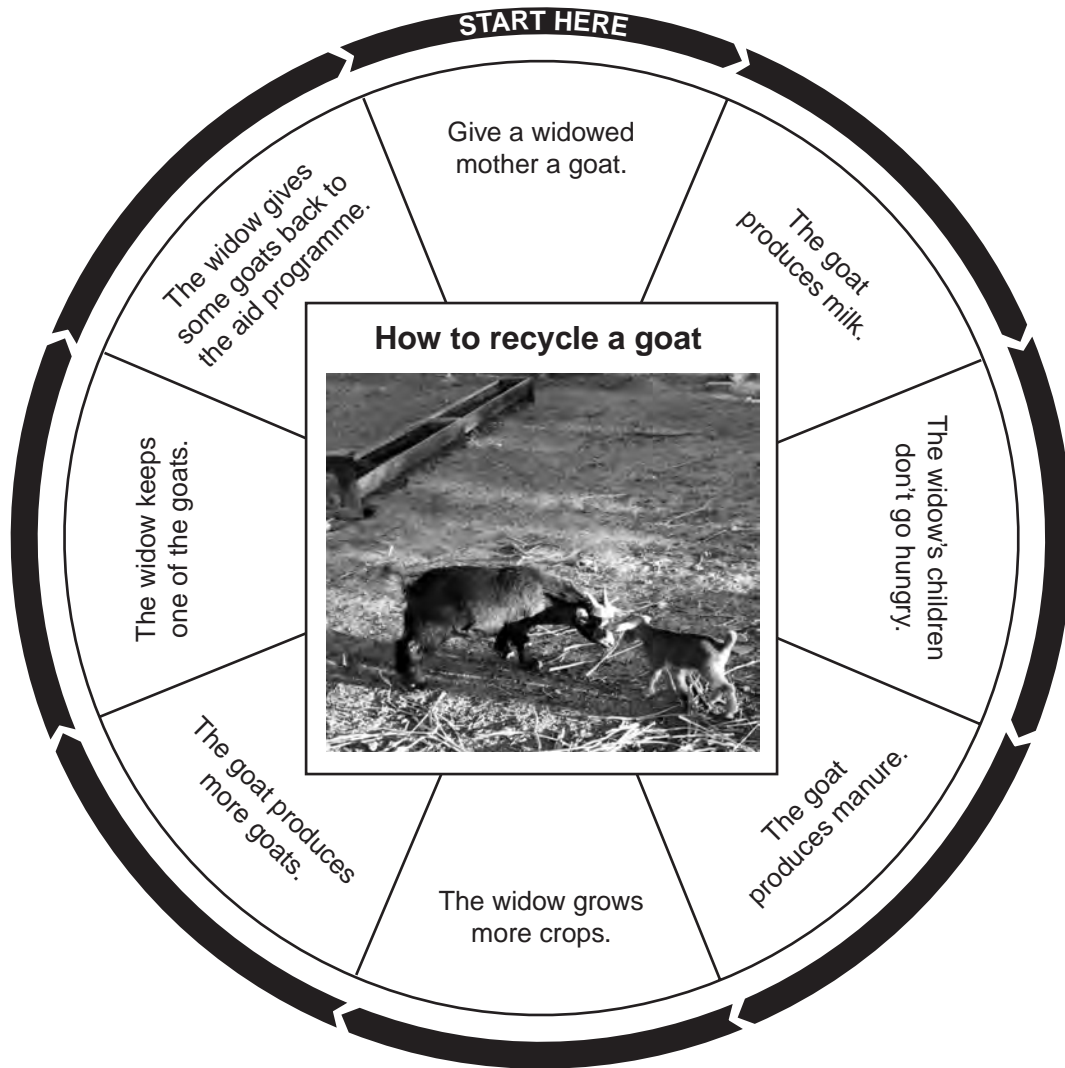 START HERE
Give a widowed
mother a goat.
The goat
produces milk.
The widow's children
don't go hungry.
The goat
produces manure.
The widow grows
more crops.
The goat produces
more goats.
The widow keeps
one of the goats.
The widow gives
some goats back to
the aid programme.
How to recycle a goat